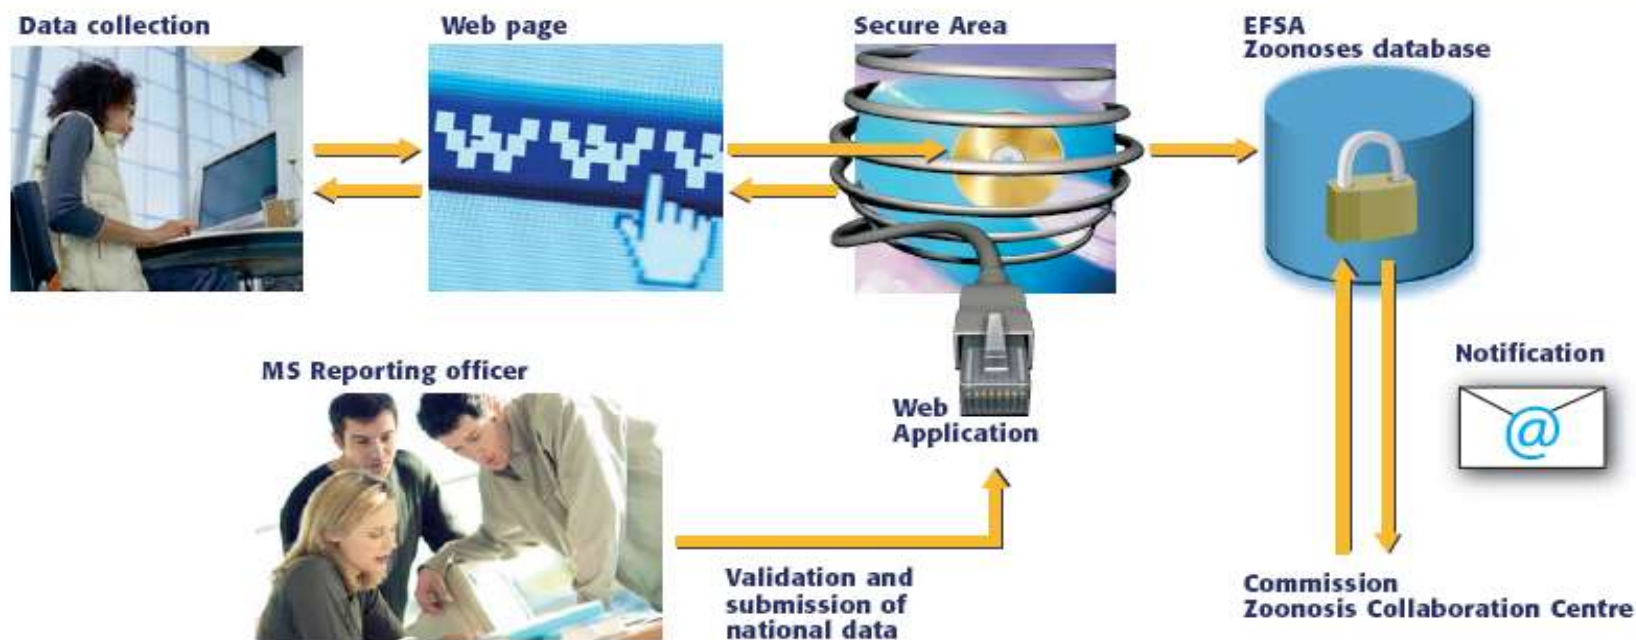 Data collection
Web page
Secure Area
EFSA
Zoonoses database
www
MS Reporting officer
Web
Application
Notification
@
Validation and
submission of
national data
Commission
Zoonosis Collaboration Centre